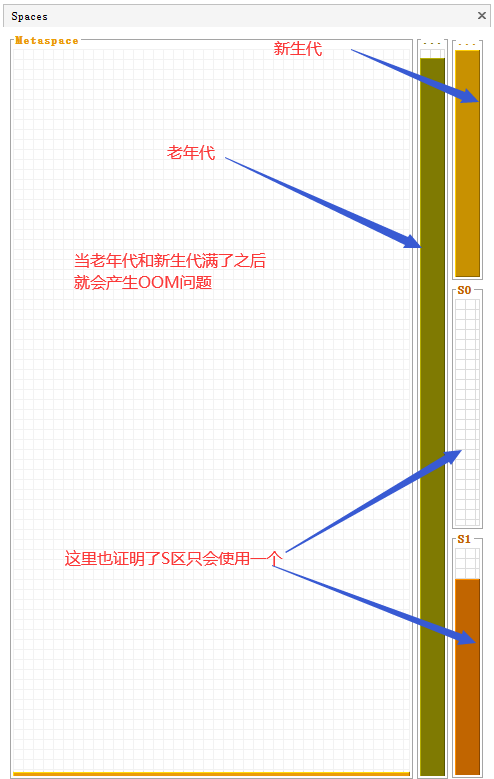 Spaces
Metaspace
...
...
新生代
老年代
当老年代和新生代满了之后
就会产生OOM问题
S0
S1
这里也证明了S区只会使用一个